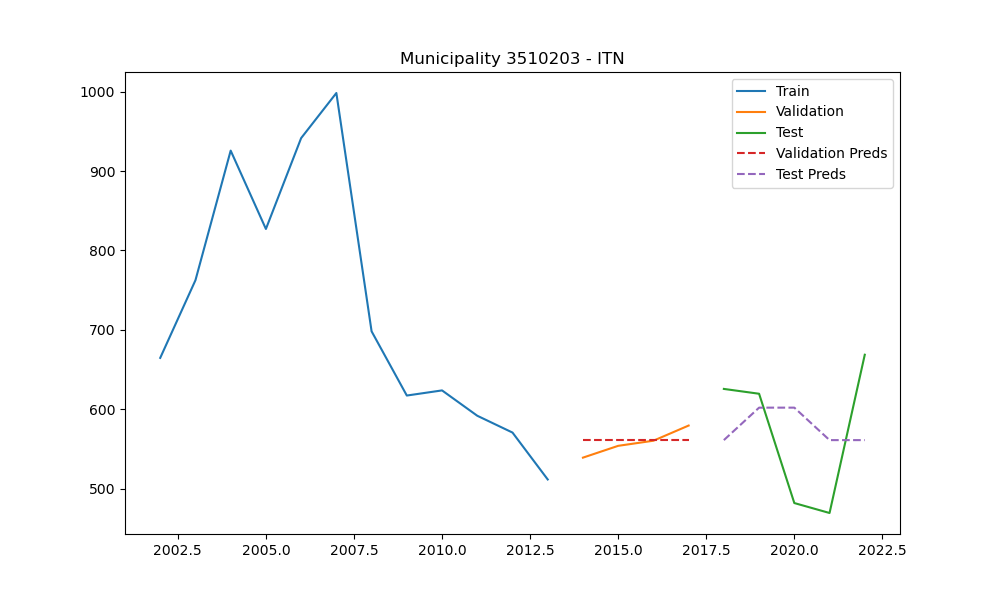 Municipality 3510203 - ITN
1000
900
800
700
600
500
2002.5 2005.0 2007.5 2010.0 2012.5 2015.0 2017.5 2020.0 2022.5
Train
Validation
Test
Validation Preds
Test Preds